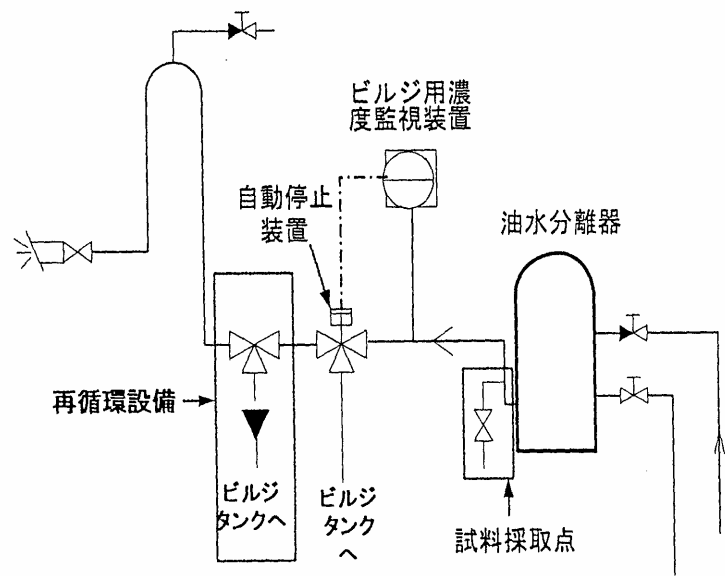 ビルジ用濃
度監視装置
自動停止
装置
油水分離器
再循環設備
ビルジ
タンクへ
ビルジ
タンク
へ
試料採取点